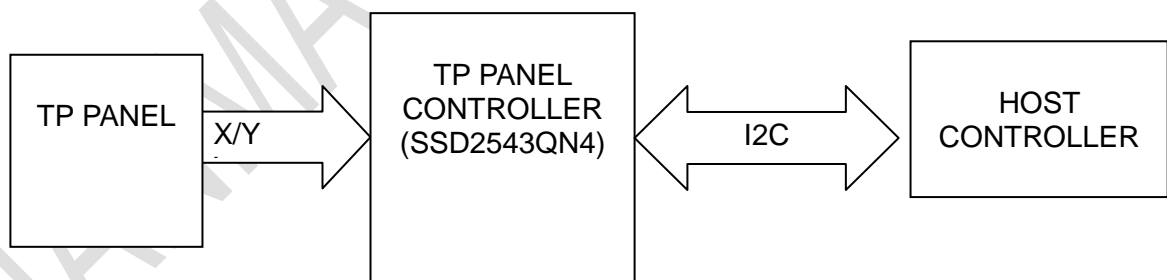 TP PANEL
X/Y
TP PANEL
CONTROLLER
(SSD2543QN4)
I2C
HOST
CONTROLLER